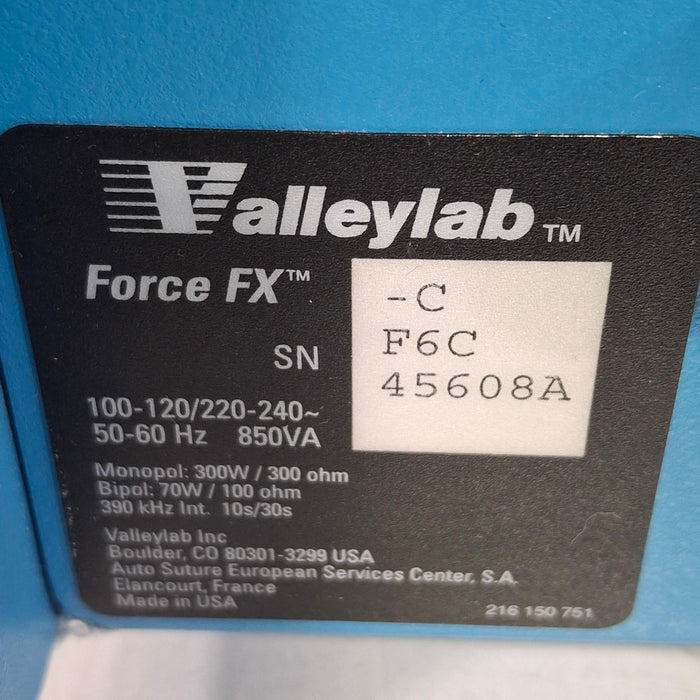 Valleylab™
Force FX™ -C
SN F6C
45608A
100-120/220-240~
50-60 Hz 850VA
Monopol: 300W / 300 ohm
Bipol: 70W / 100 ohm
390 kHz Int. 10s/30s
Valleylab Inc
Boulder, CO 80301-3299 USA
Auto Suture European Services Center, S.A.
Elancourt, France
Made in USA 216 150 751